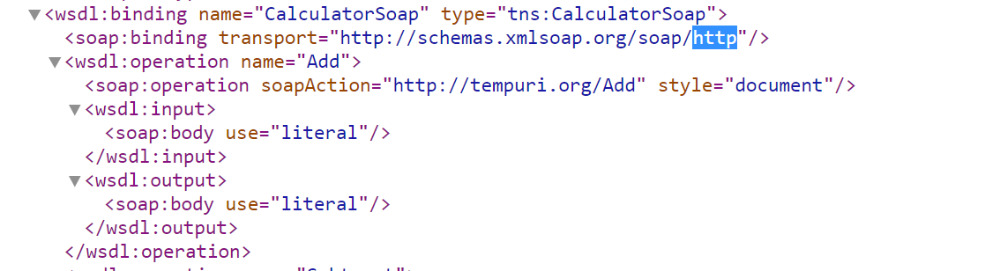 <wsdl:binding name="CalculatorSoap" type="tns:CalculatorSoap">
<soap:binding transport="http://schemas.xmlsoap.org/soap/http"/>
<wsdl:operation name="Add">
<soap:operation soapAction="http://tempuri.org/Add" style="document"/>
<wsdl:input>
<soap:body use="literal"/>
</wsdl:input>
<wsdl:output>
<soap:body use="literal"/>
</wsdl:output>
</wsdl:operation>